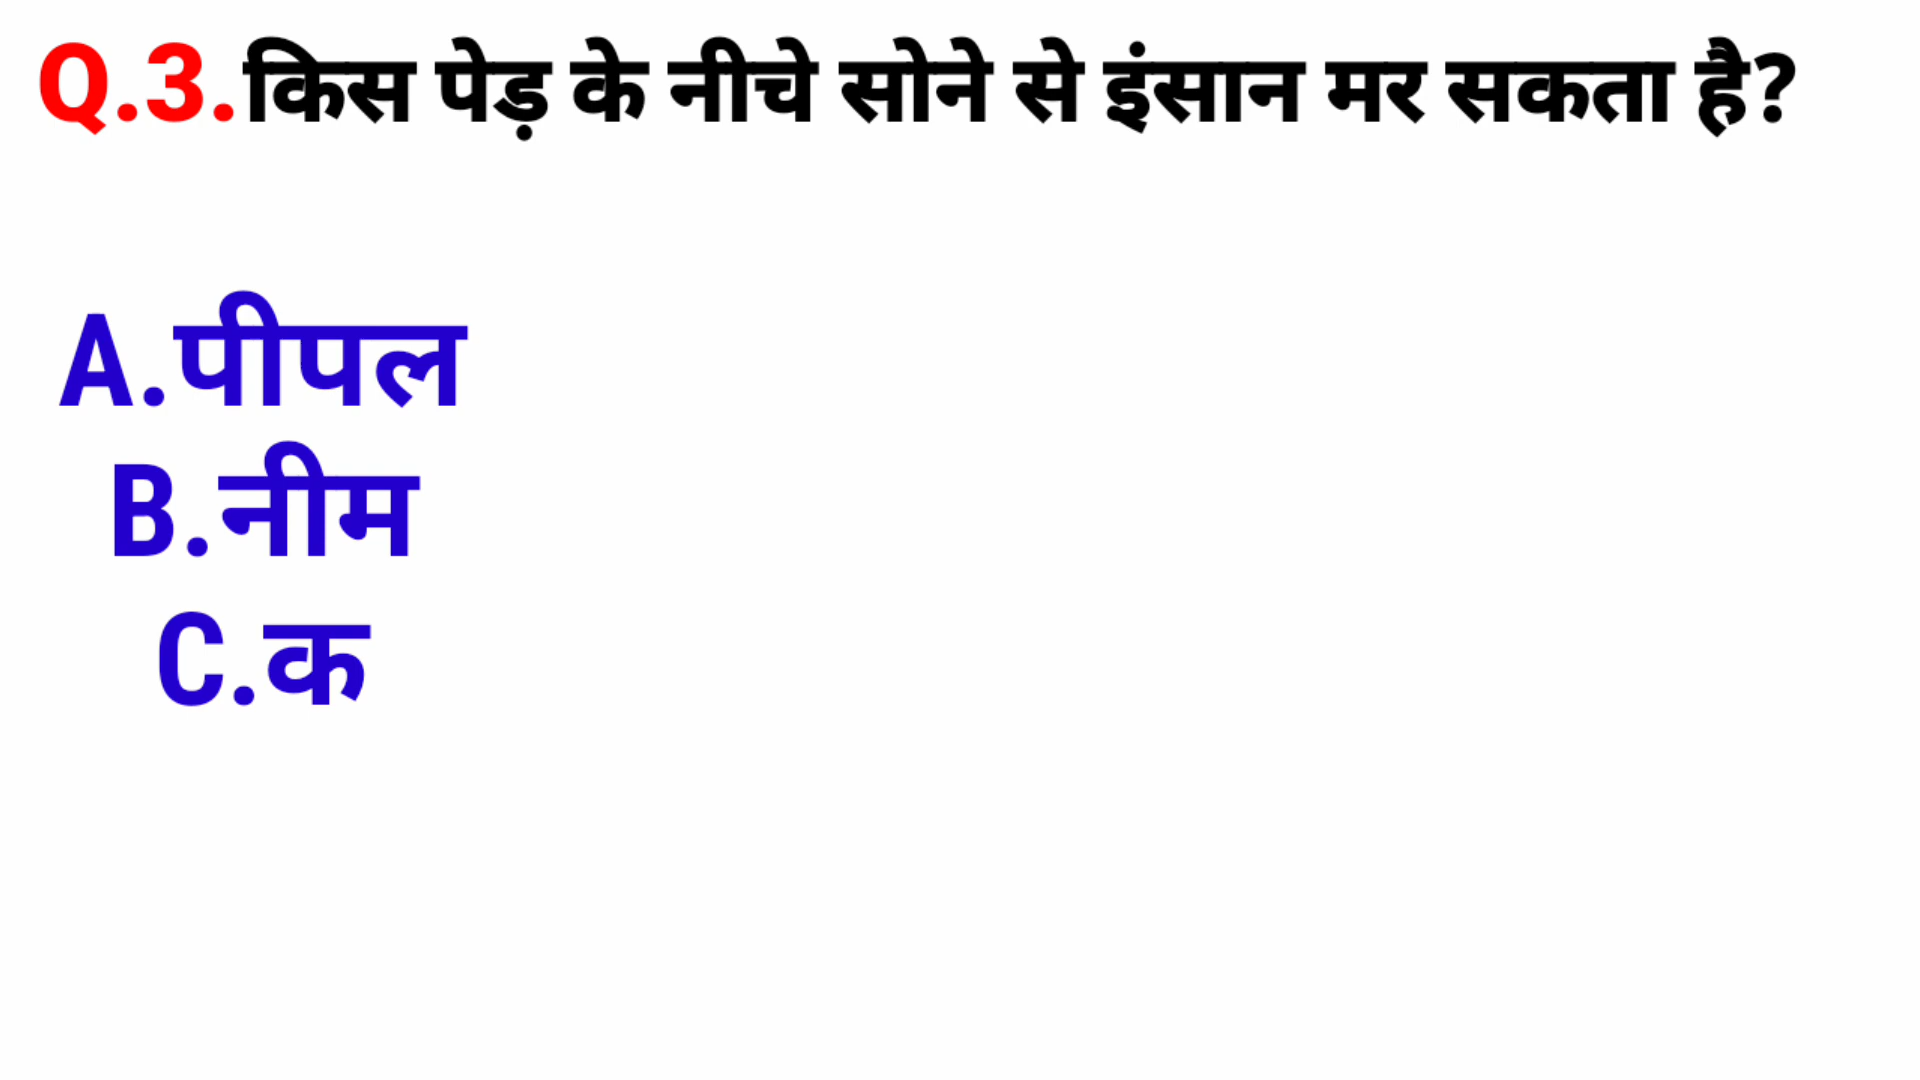 Q.3.किस पेड़ के नीचे सोने से इंसान मर सकता है?
A.पीपल
B.नीम
C.क